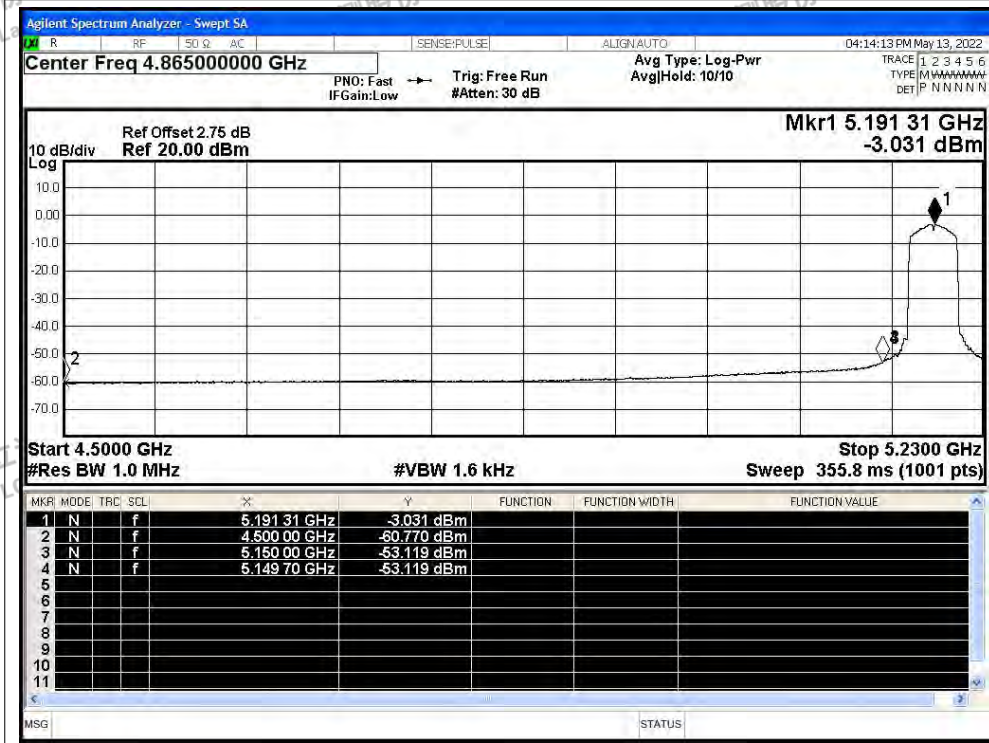 Agilent Spectrum Analyzer - Swept SA
LXI R RF 50 Ω AC SENSE:PULSE ALIGN AUTO 04:14:13 PM May 13, 2022
Center Freq 4.865000000 GHz
PNO: Fast
IFGain:Low
Trig: Free Run
#Atten: 30 dB
Avg Type: Log-Pwr
Avg|Hold: 10/10
TRACE 1 2 3 4 5 6
TYPE M WWWWW
DET P N N N N N
Mkr1 5.191 31 GHz
-3.031 dBm
Ref Offset 2.75 dB
10 dB/div Ref 20.00 dBm
Log
10.0
0.00
-10.0
-20.0
-30.0
-40.0
-50.0
-60.0
-70.0
1
2
3
Start 4.5000 GHz Stop 5.2300 GHz
#Res BW 1.0 MHz #VBW 1.6 kHz Sweep 355.8 ms (1001 pts)
MKR MODE TRC SCL X Y FUNCTION FUNCTION WIDTH FUNCTION VALUE
1 N f 5.191 31 GHz -3.031 dBm
2 N f 4.500 00 GHz -60.770 dBm
3 N f 5.150 00 GHz -53.119 dBm
4 N f 5.149 70 GHz -53.119 dBm
5
6
7
8
9
10
11
MSG STATUS